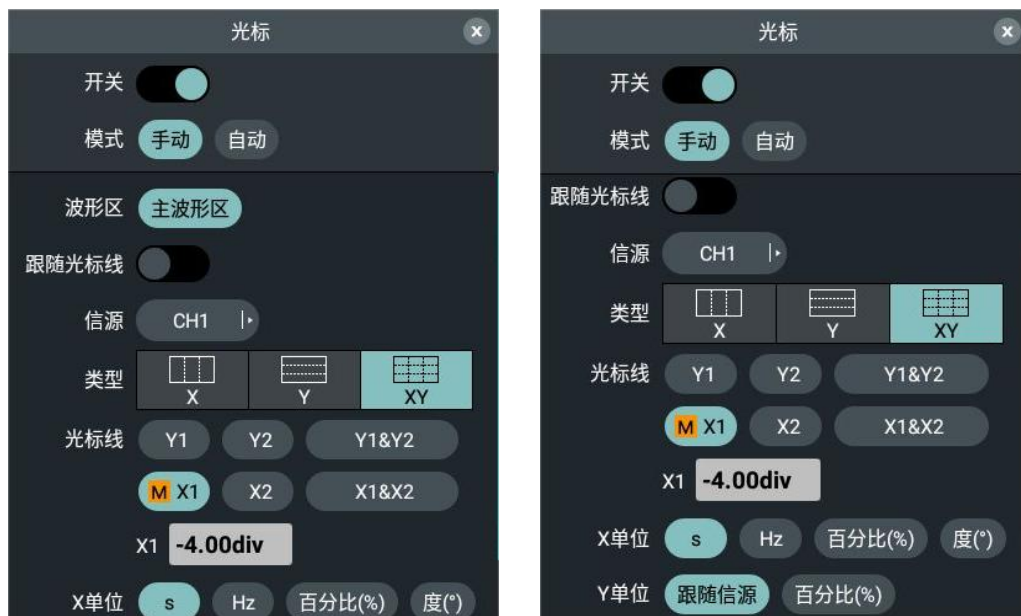 光标
x
开关
模式 手动 自动
波形区 主波形区
跟随光标线
信源 CH1
类型 X Y XY
光标线 Y1 Y2 Y1&Y2
M X1 X2 X1&X2
X1 -4.00div
X单位 s Hz 百分比(%) 度(°)
光标
x
开关
模式 手动 自动
跟随光标线
信源 CH1
类型 X Y XY
光标线 Y1 Y2 Y1&Y2
M X1 X2 X1&X2
X1 -4.00div
X单位 s Hz 百分比(%) 度(°)
Y单位 跟随信源 百分比(%)